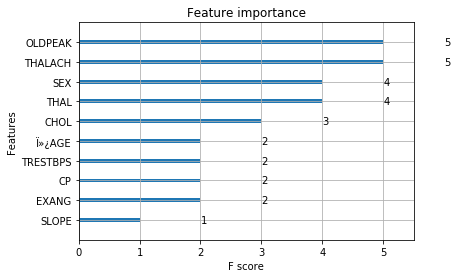 Feature importance
OLDPEAK 5
THALACH 5
SEX 4
THAL 4
CHOL 3
ï»¿AGE 2
TRESTBPS 2
CP 2
EXANG 2
SLOPE 1
Features
0 1 2 3 4 5
F score